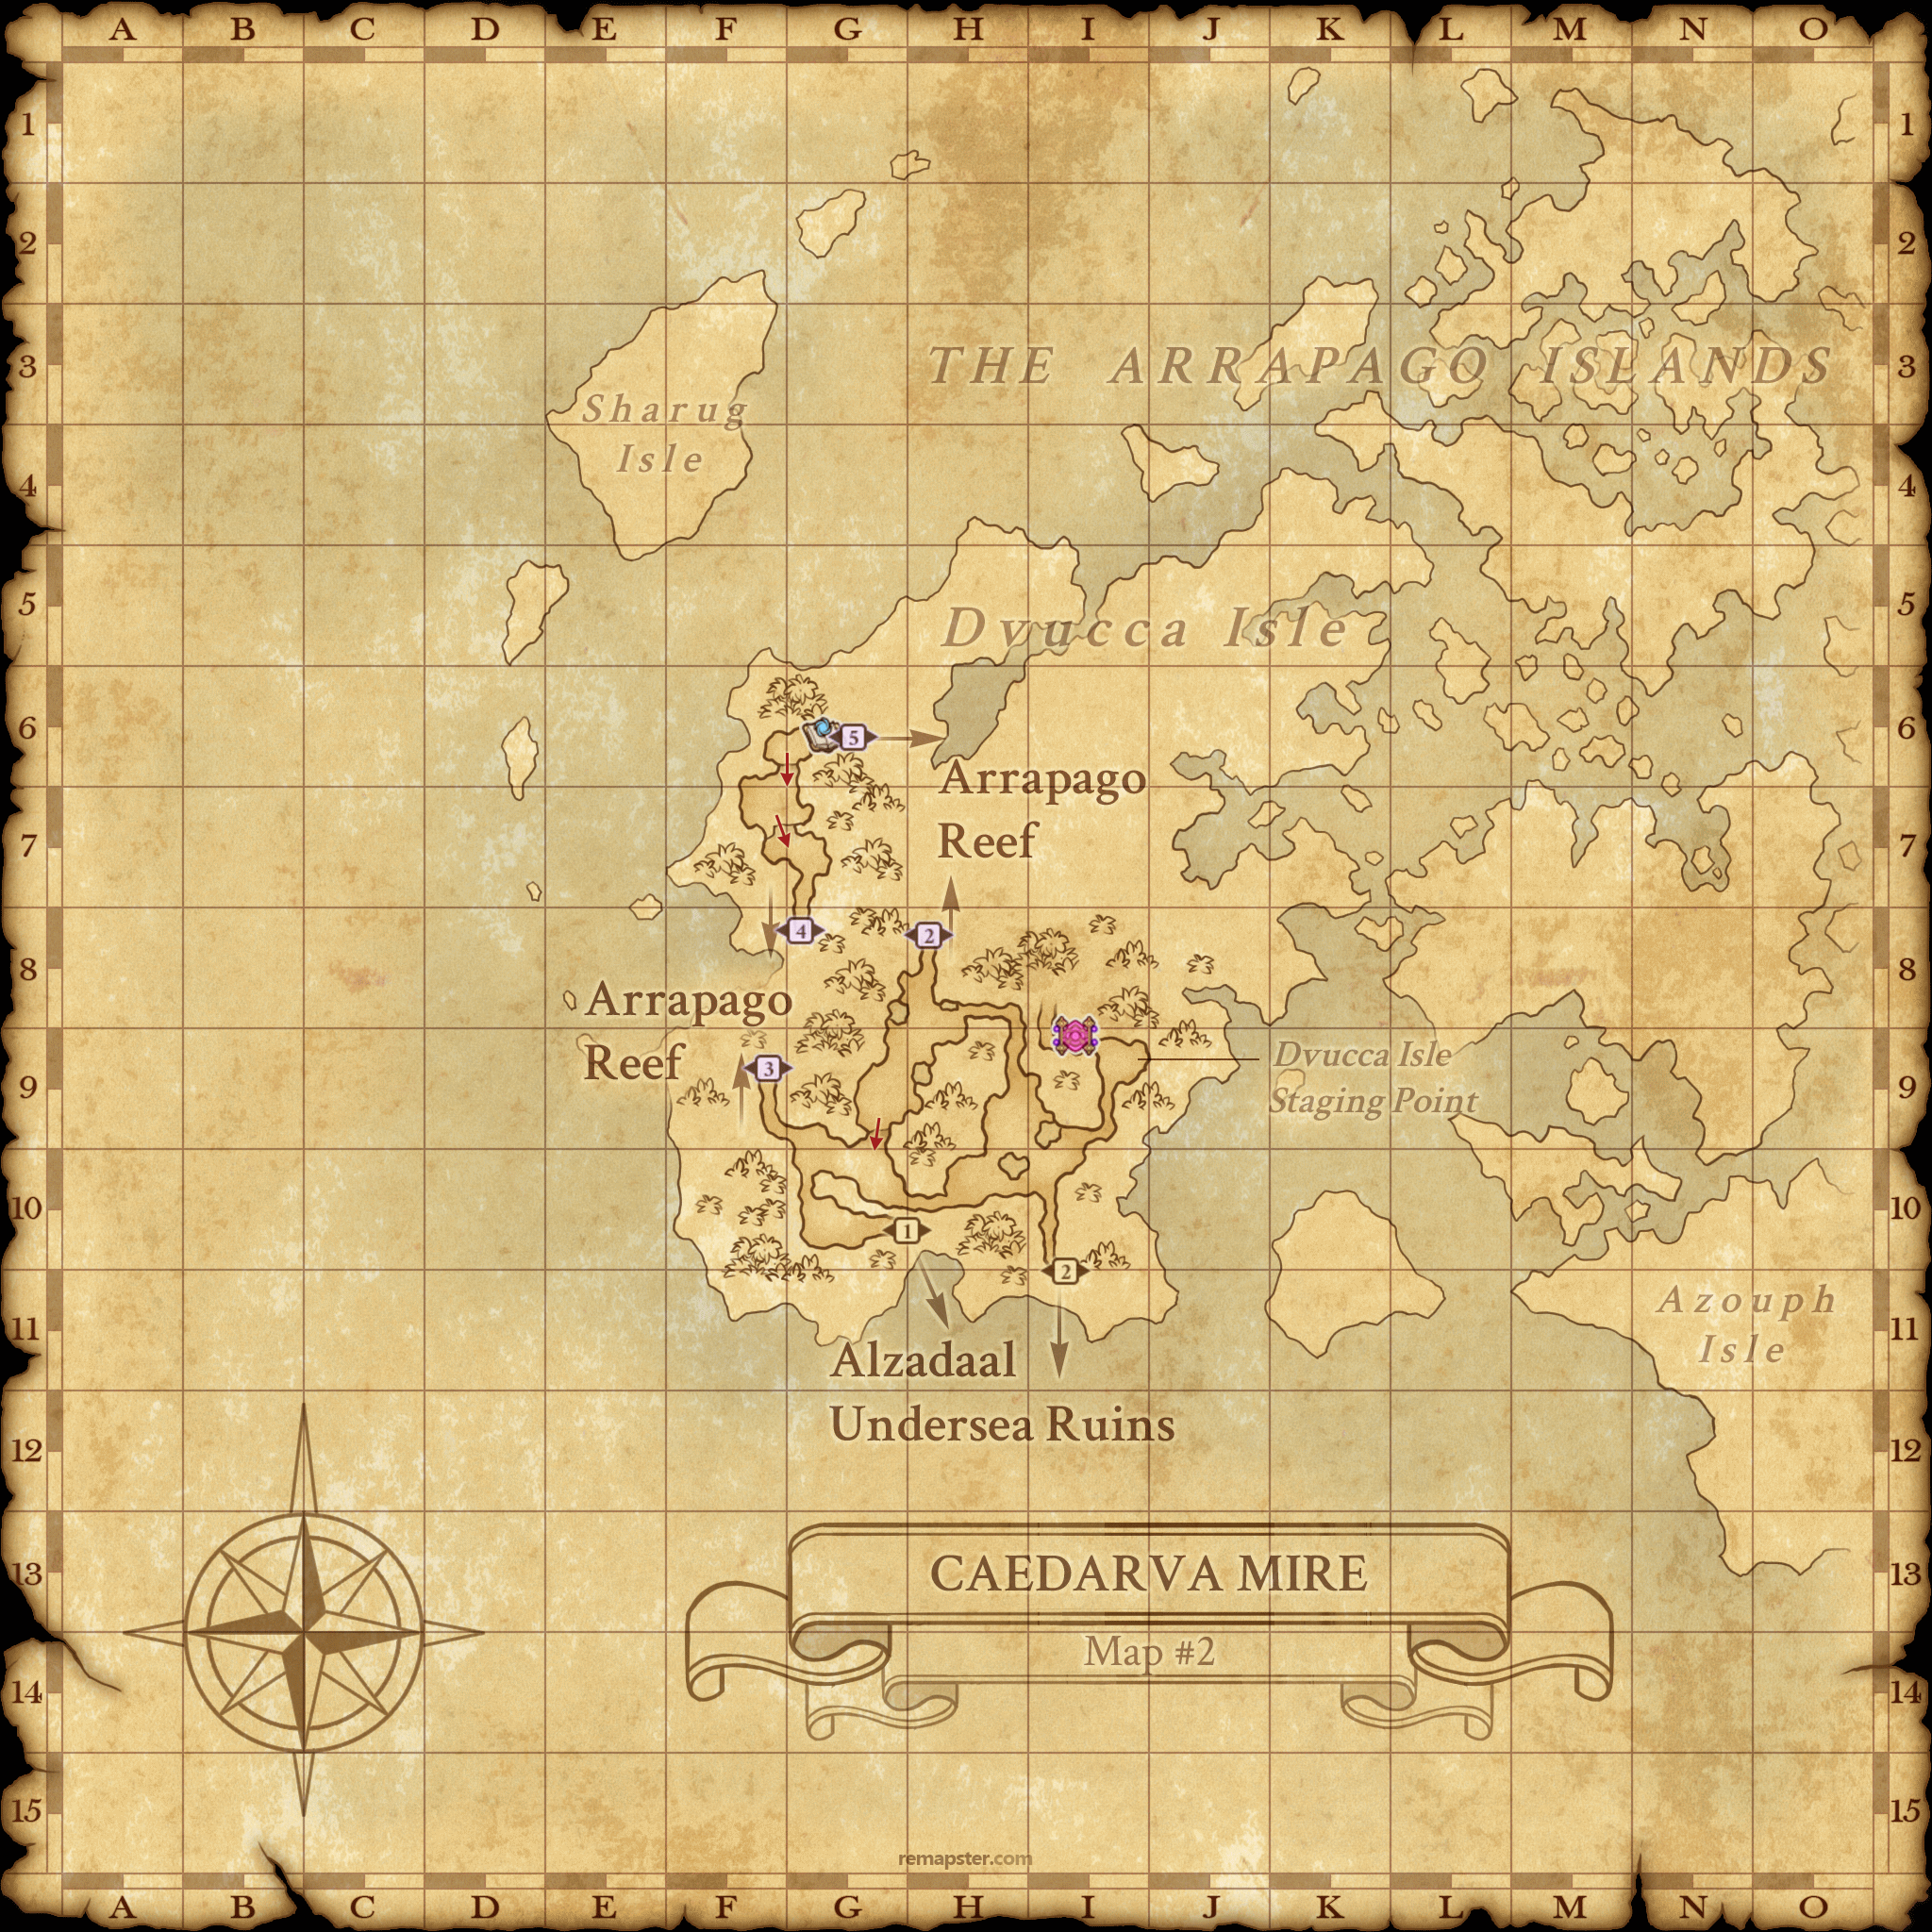 A B C D E F G H I J K L M N O
1 1
2 2
3 3
THE ARRAPAGO ISLANDS
Sharug
Isle
4 4
5 5
Dvucca Isle
6 6
5
Arrapago
Reef
7 7
4 2
8 8
Arrapago
Reef
3
Dvucca Isle
Staging Point
9 9
10 10
1
2
Azouph
Isle
11 11
Alzadaal
Undersea Ruins
12 12
13 13
CAEDARVA MIRE
Map #2
14 14
15 15
remapster.com
A B C D E F G H I J K L M N O